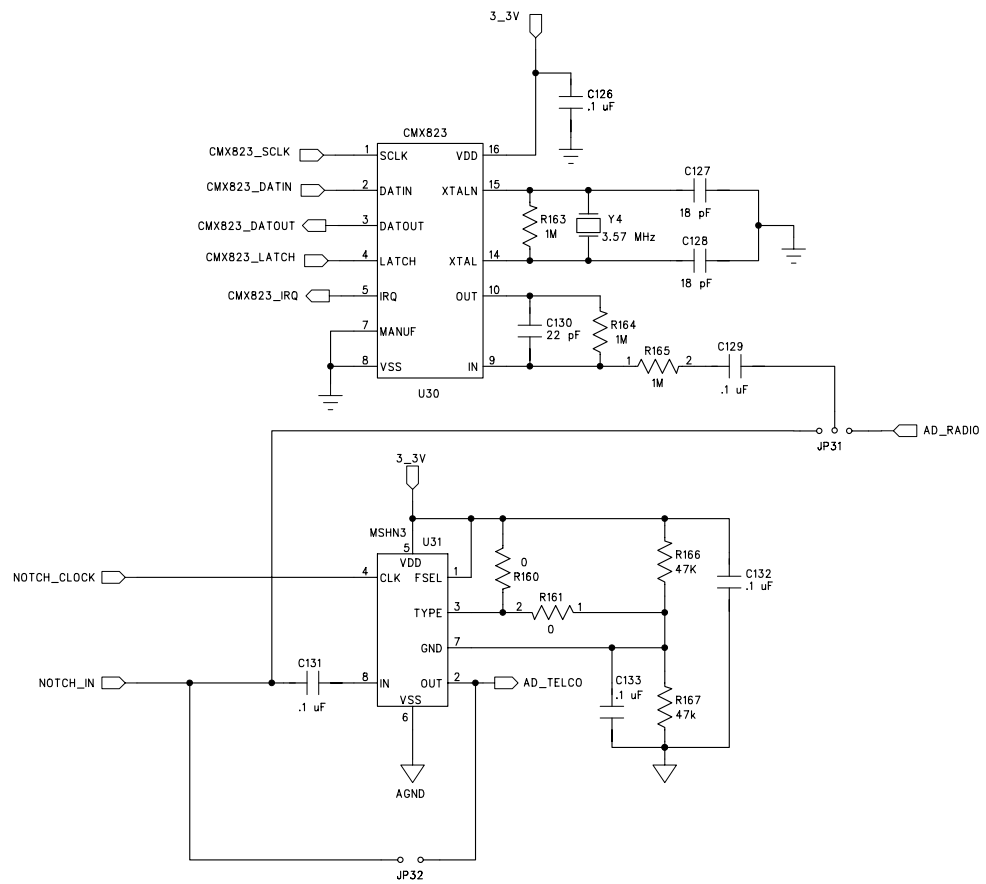 3_3V
C126
.1 uF
CMX823
CMX823_SCLK
1
SCLK
VDD
16
CMX823_DATIN
2
DATIN
XTALN
15
CMX823_DATOUT
3
DATOUT
CMX823_LATCH
4
LATCH
XTAL
14
CMX823_IRQ
5
IRQ
OUT
10
7
MANUF
8
VSS
IN
9
U30
R163
1M
Y4
3.57 MHz
C127
18 pF
C128
18 pF
C130
22 pF
R164
1M
1
R165
2
1M
C129
.1 uF
JP31
AD_RADIO
3_3V
MSHN3
U31
5
VDD
NOTCH_CLOCK
4
CLK
FSEL
1
TYPE
3
GND
7
NOTCH_IN
C131
.1 uF
8
IN
OUT
2
AD_TELCO
VSS
6
AGND
0
R160
2
R161
1
0
R166
47K
C132
.1 uF
C133
.1 uF
R167
47k
JP32